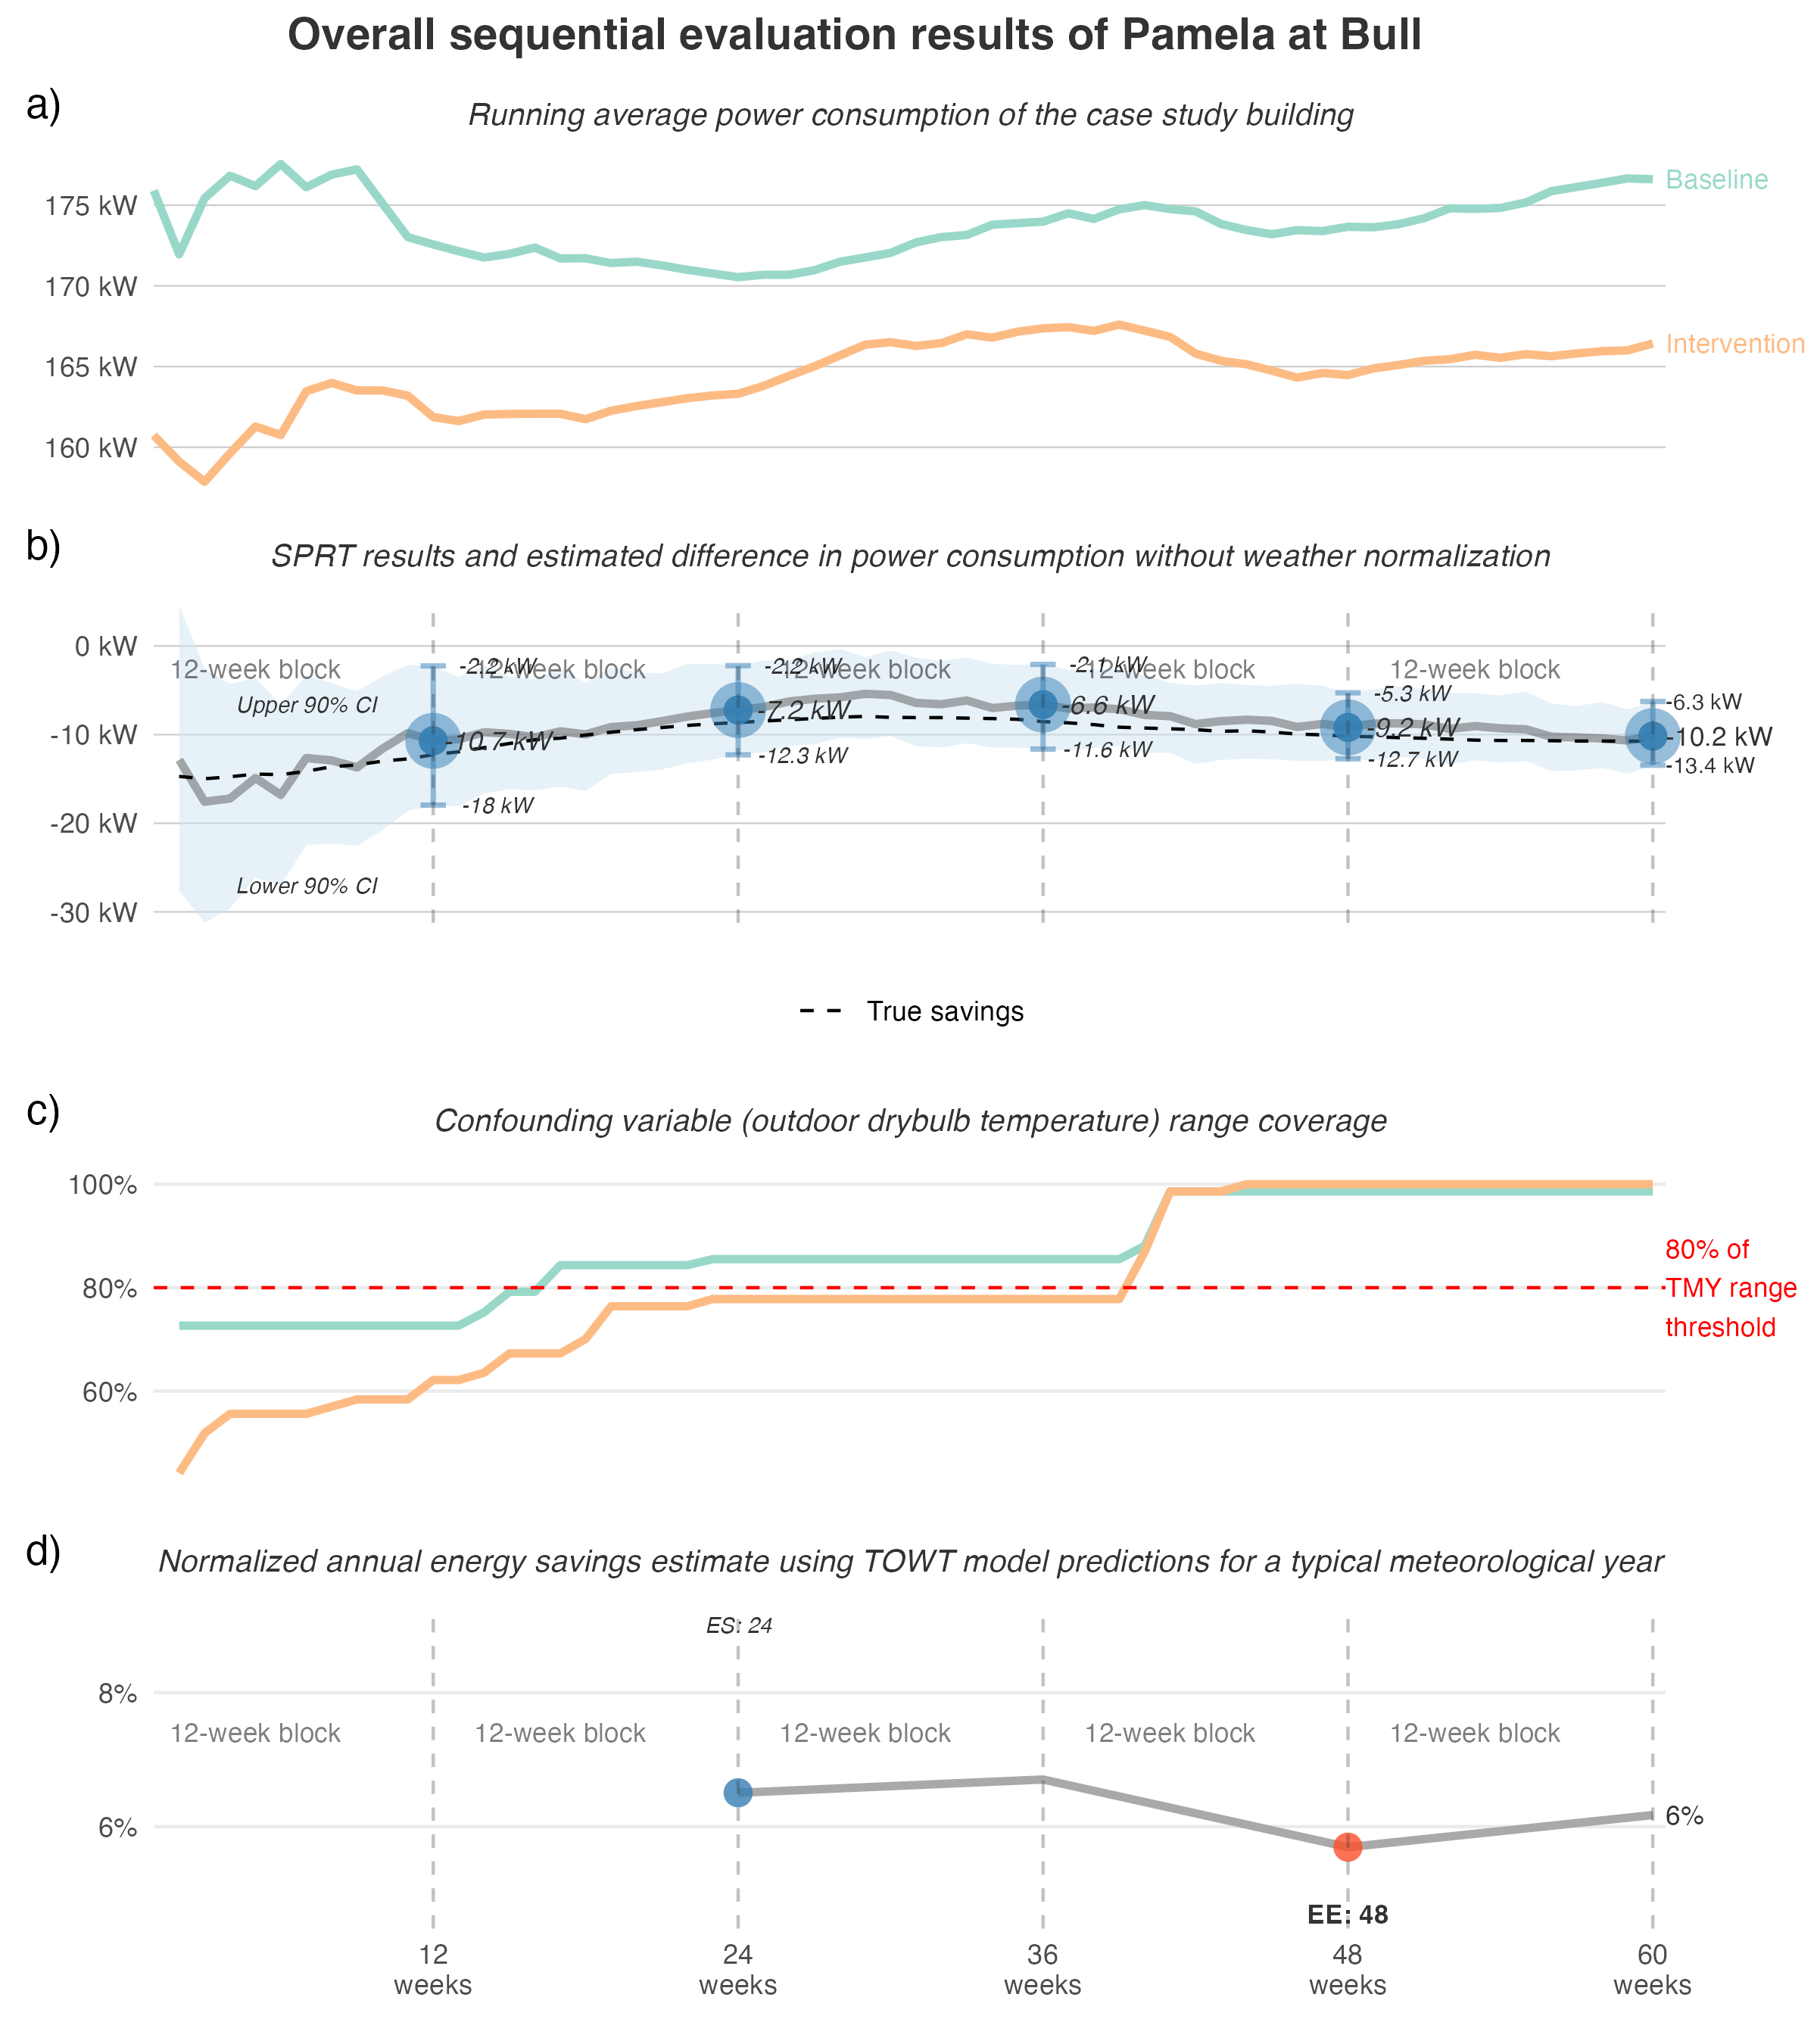 Overall sequential evaluation results of Pamela at Bull
a)
Running average power consumption of the case study building
175 kW
170 kW
165 kW
160 kW
Baseline
Intervention
b)
SPRT results and estimated difference in power consumption without weather normalization
0 kW
-10 kW
-20 kW
-30 kW
12-week block
12-week block
12-week block
12-week block
12-week block
Upper 90% CI
Lower 90% CI
-2.2 kW
-10.7 kW
-18 kW
-2.2 kW
-7.2 kW
-12.3 kW
-2.1 kW
-6.6 kW
-11.6 kW
-5.3 kW
-9.2 kW
-12.7 kW
-6.3 kW
-10.2 kW
-13.4 kW
True savings
c)
Confounding variable (outdoor drybulb temperature) range coverage
100%
80%
60%
80% of
TMY range
threshold
d)
Normalized annual energy savings estimate using TOWT model predictions for a typical meteorological year
ES: 24
8%
6%
12-week block
12-week block
12-week block
12-week block
12-week block
6%
EE: 48
12
weeks
24
weeks
36
weeks
48
weeks
60
weeks